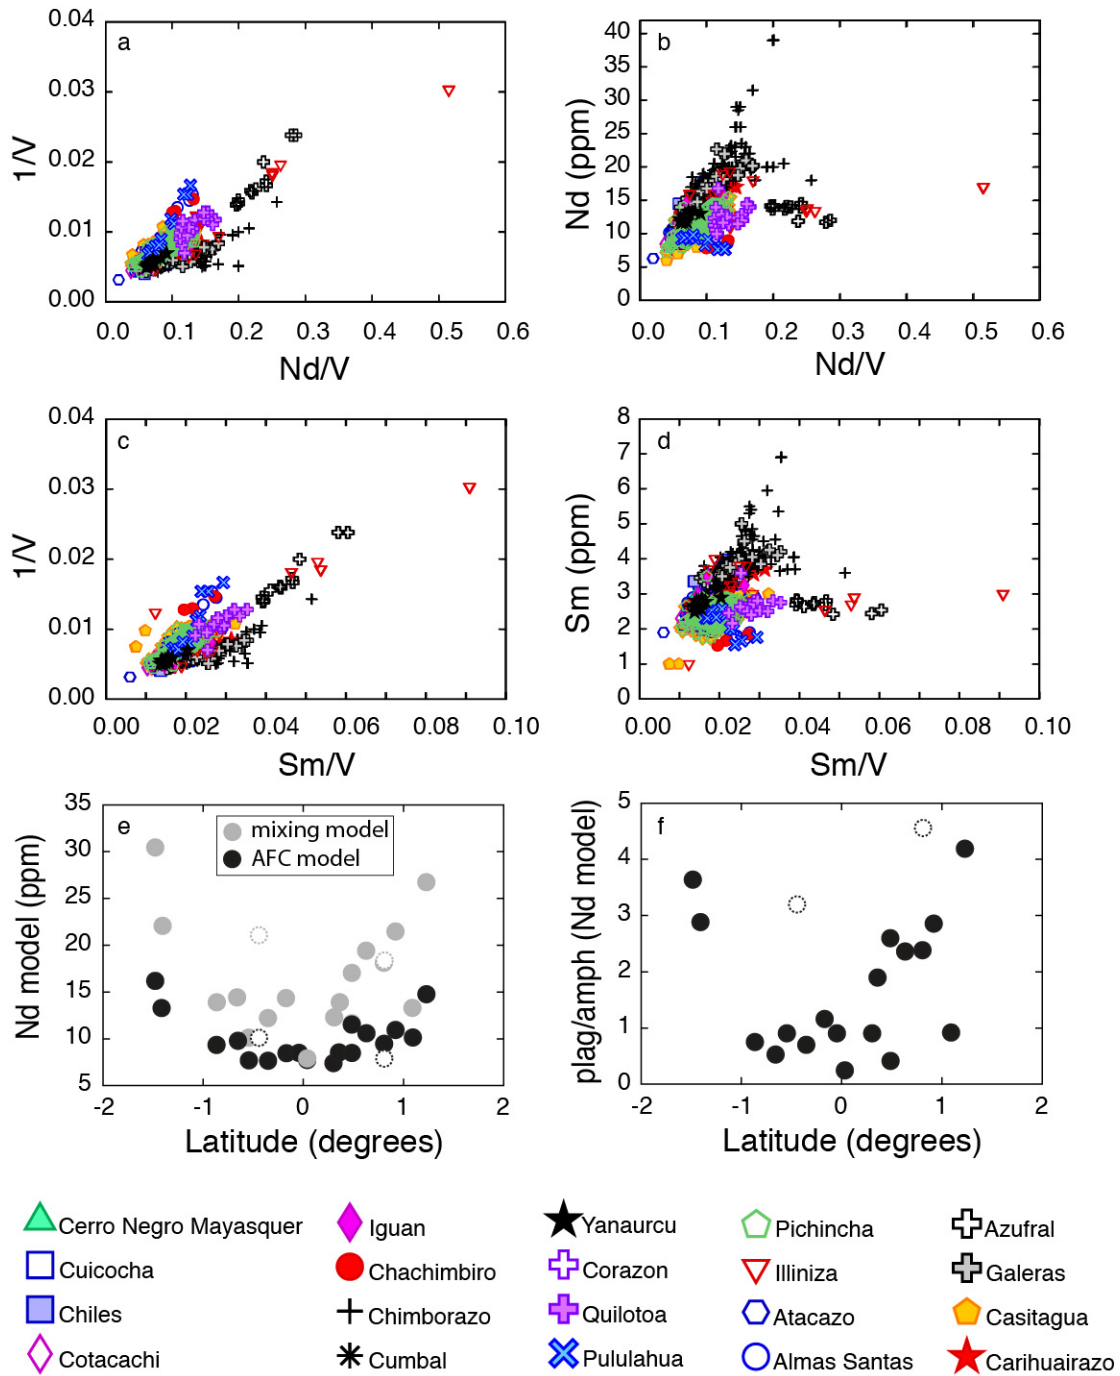 a
0.04
0.03
0.02
0.01
0.00
1/V
0.0 0.1 0.2 0.3 0.4 0.5 0.6
Nd/V
b
40
35
30
25
20
15
10
5
0
Nd (ppm)
0.0 0.1 0.2 0.3 0.4 0.5 0.6
Nd/V
c
0.04
0.03
0.02
0.01
0.00
1/V
0.00 0.02 0.04 0.06 0.08 0.10
Sm/V
d
8
7
6
5
4
3
2
1
0
Sm (ppm)
0.00 0.02 0.04 0.06 0.08 0.10
Sm/V
e
mixing model
AFC model
35
30
25
20
15
10
5
Nd model (ppm)
-2 -1 0 1 2
Latitude (degrees)
f
5
4
3
2
1
0
plag/amph (Nd model)
-2 -1 0 1 2
Latitude (degrees)
Cerro Negro Mayasquer
Cuicocha
Chiles
Cotacachi
Iguan
Chachimbiro
Chimborazo
Cumbal
Yanaurcu
Corazon
Quilotoa
Pululahua
Pichincha
Illiniza
Atacazo
Almas Santas
Azufral
Galeras
Casitagua
Carihuairazo